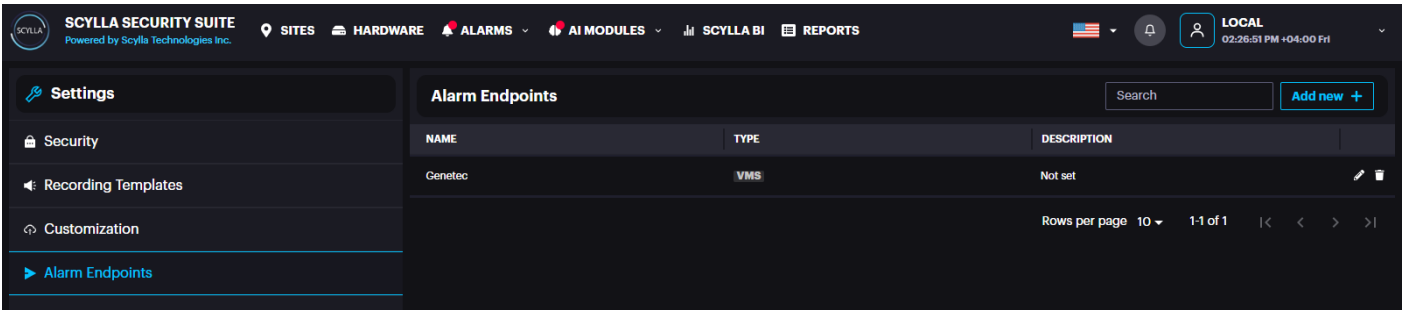 SCYLLA
SCYLLA SECURITY SUITE
Powered by Scylla Technologies Inc.
SITES
HARDWARE
ALARMS
AI MODULES
SCYLLA BI
REPORTS
LOCAL
02:26:51 PM +04:00 Fri
Settings
Security
Recording Templates
Customization
Alarm Endpoints
Alarm Endpoints
Search
Add new +
NAME TYPE DESCRIPTION
Genetec VMS Not set
Rows per page 10 1-1 of 1